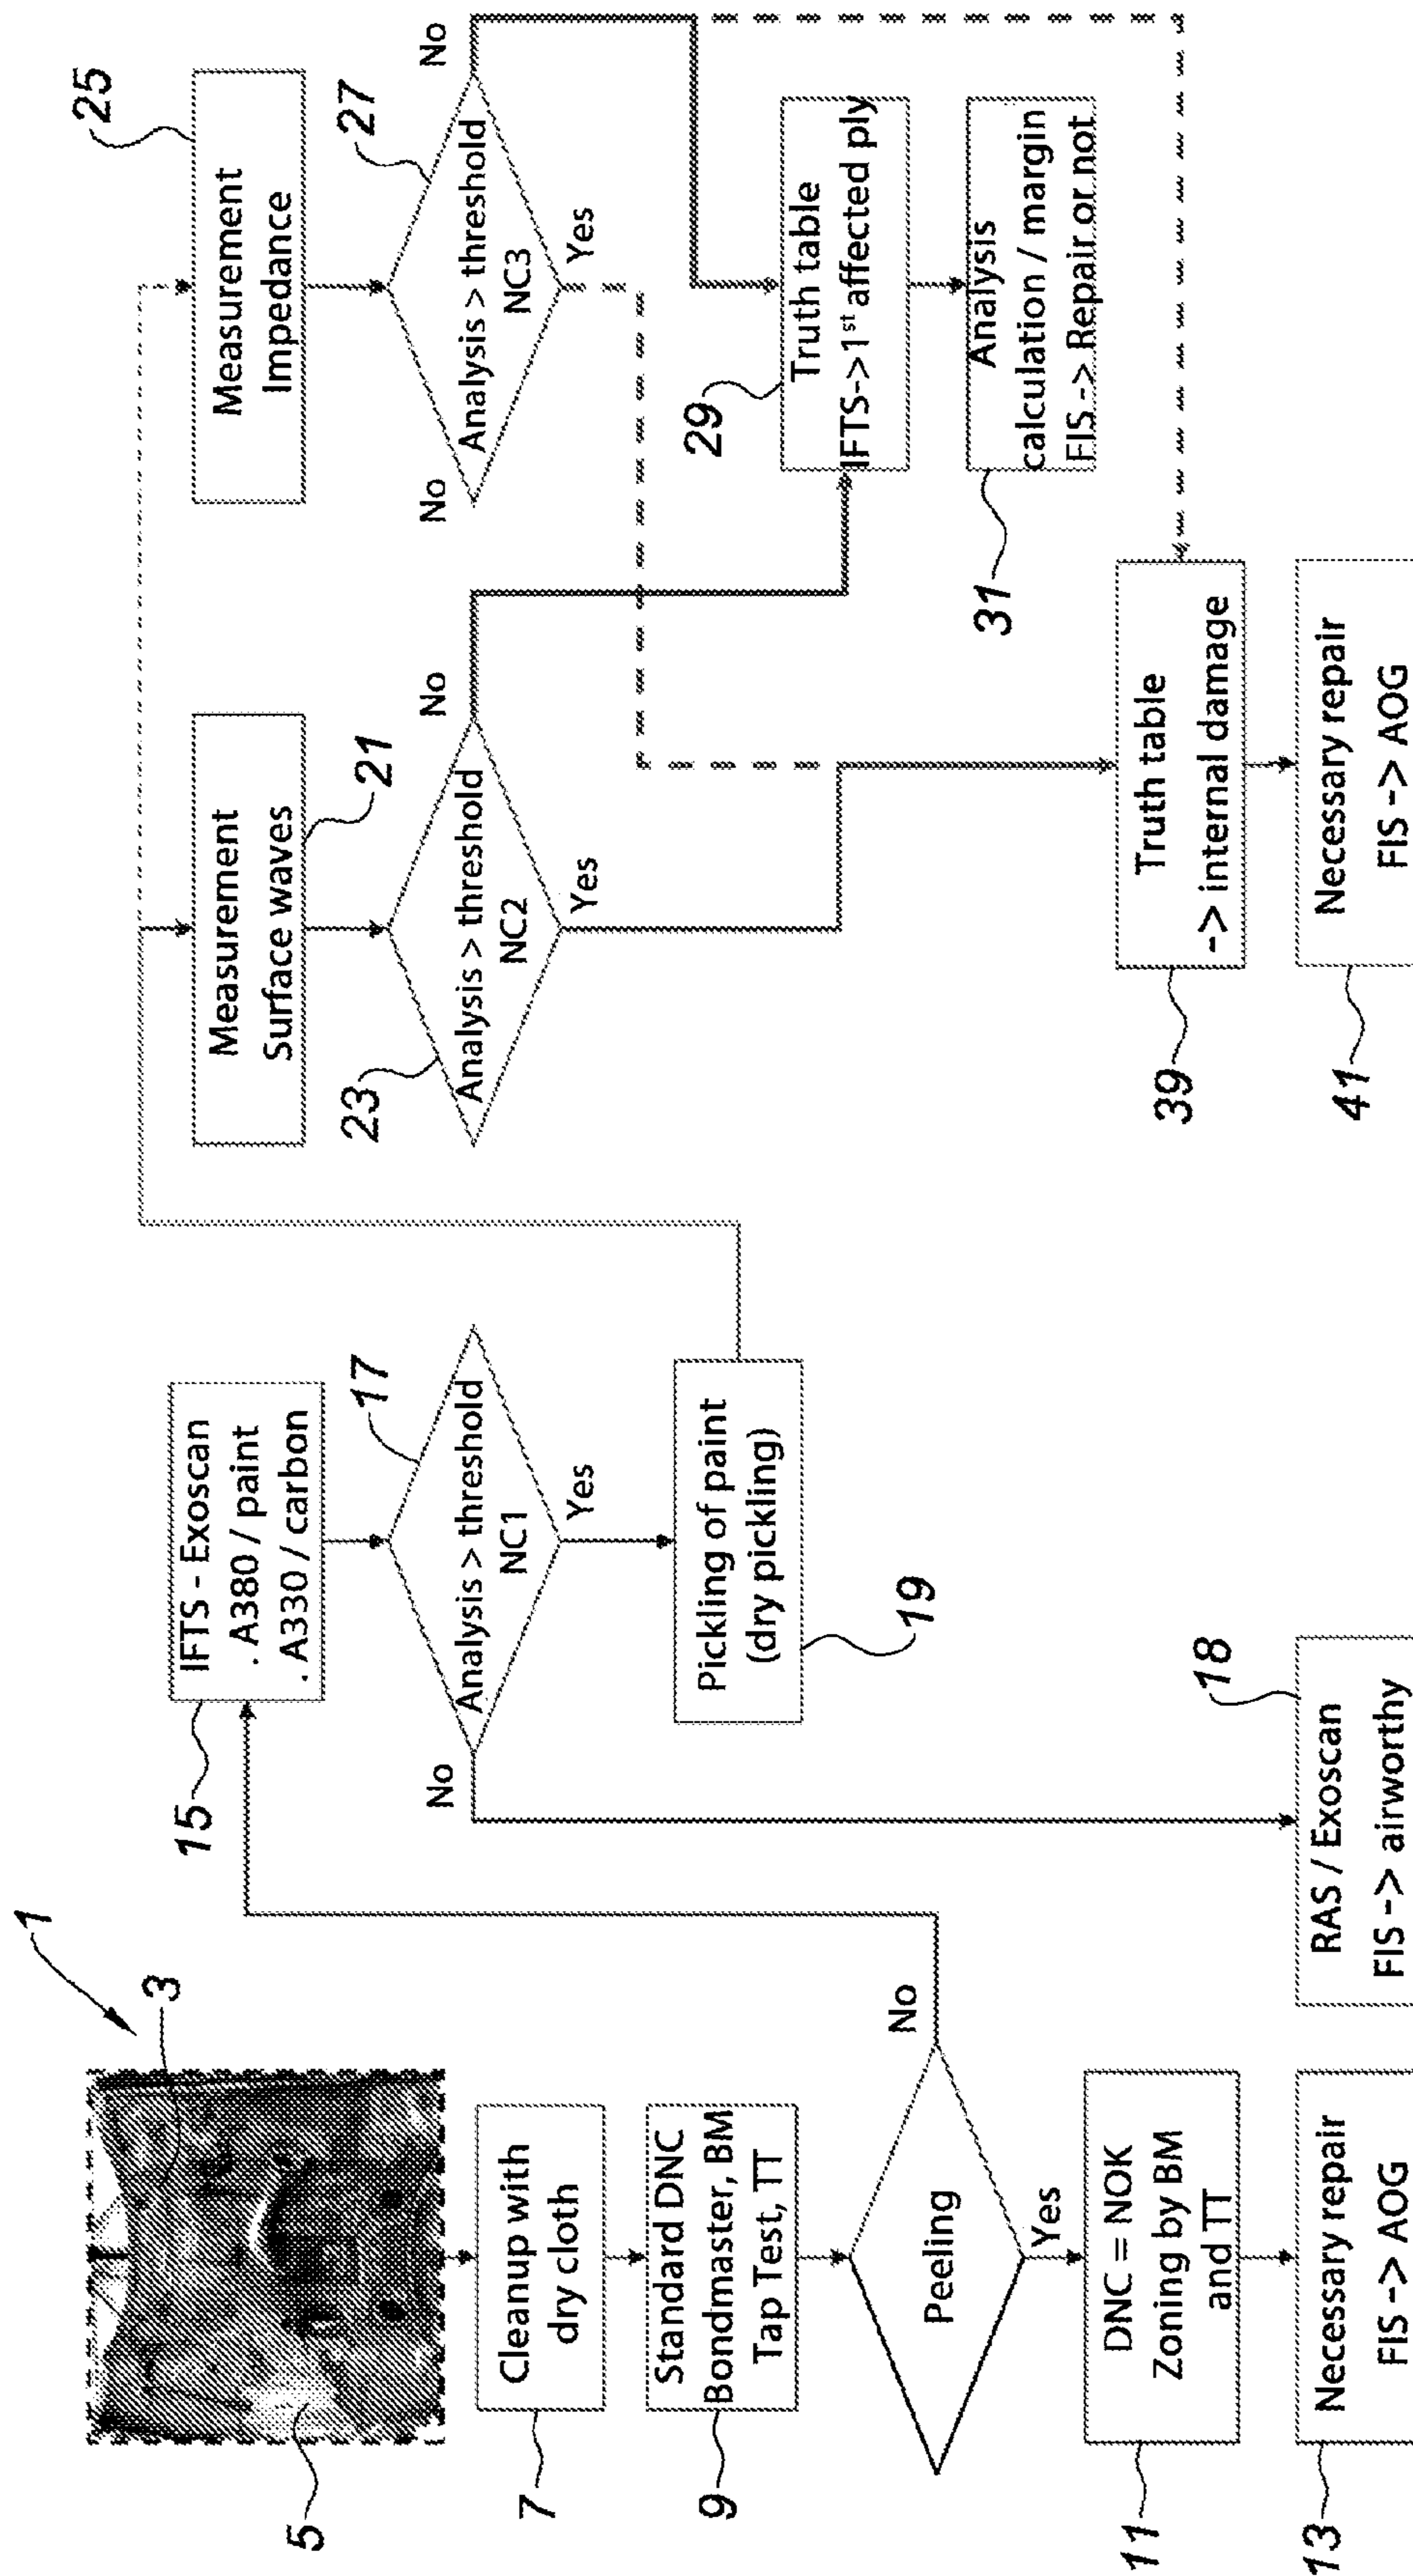 1
3
5
Cleanup with
dry cloth
7
Standard DNC
Bondmaster, BM
Tap Test, TT
9
Peeling
No
Yes
DNC = NOK
Zoning by BM
and TT
11
Necessary repair
FIS -> AOG
13
IFTS - Exoscan
. A380 / paint
. A330 / carbon
15
Analysis > threshold
NC1
17
No
Yes
Pickling of paint
(dry pickling)
19
RAS / Exoscan
FIS -> airworthy
18
Measurement
Surface waves
21
Analysis > threshold
NC2
23
No
Yes
Measurement
Impedance
25
Analysis > threshold
NC3
27
No
No
Yes
Truth table
IFTS->1st affected ply
29
Analysis
calculation / margin
FIS -> Repair or not
31
Truth table
-> internal damage
39
Necessary repair
FIS -> AOG
41